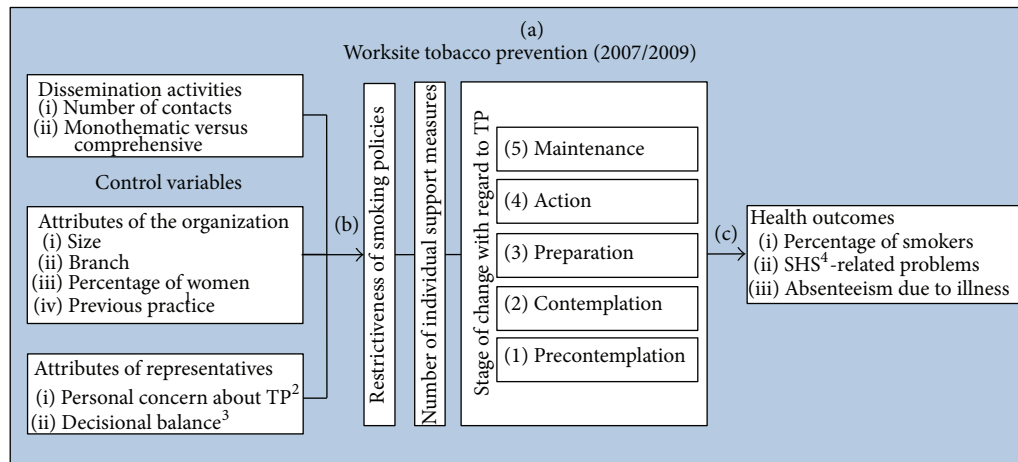 (a)
Worksite tobacco prevention (2007/2009)
Dissemination activities
(i) Number of contacts
(ii) Monothematic versus
comprehensive
Control variables
Attributes of the organization
(i) Size
(ii) Branch
(iii) Percentage of women
(iv) Previous practice
Attributes of representatives
(i) Personal concern about TP²
(ii) Decisional balance³
(b)
Restrictiveness of smoking policies
Number of individual support measures
Stage of change with regard to TP
(5) Maintenance
(4) Action
(3) Preparation
(2) Contemplation
(1) Precontemplation
(c)
Health outcomes
(i) Percentage of smokers
(ii) SHS⁴-related problems
(iii) Absenteeism due to illness